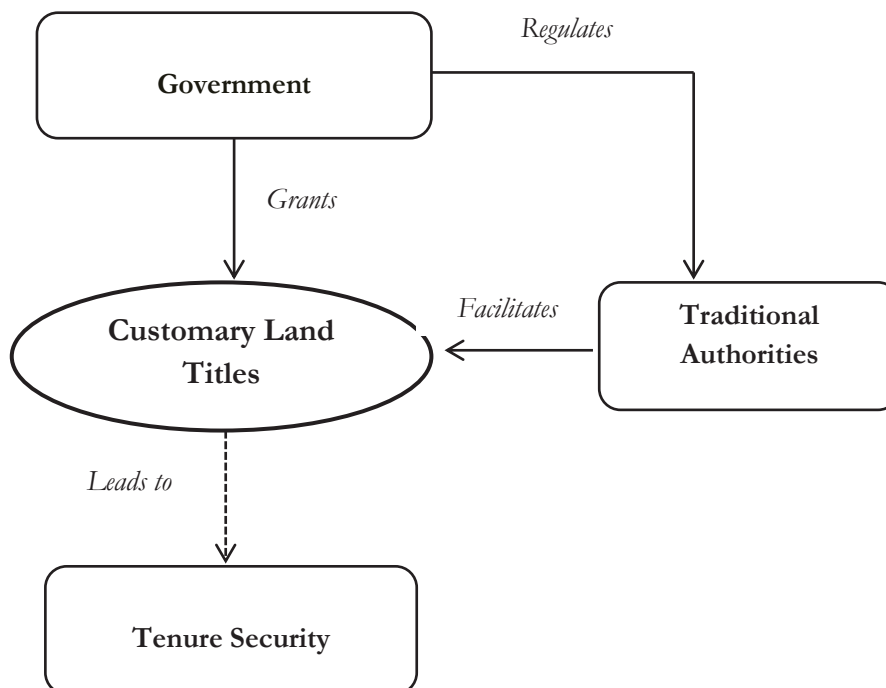 Regulates
Government
Grants
Facilitates
Traditional
Authorities
Customary Land
Titles
Leads to
Tenure Security